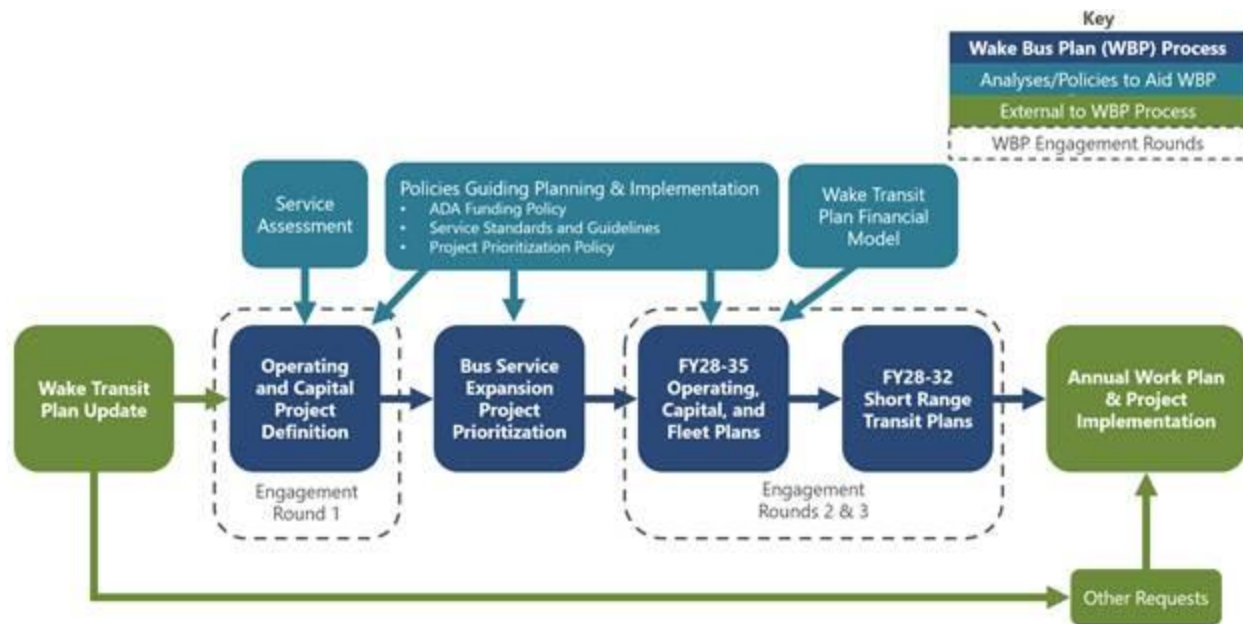 Key
Wake Bus Plan (WBP) Process
Analyses/Policies to Aid WBP
External to WBP Process
WBP Engagement Rounds
Service
Assessment
Policies Guiding Planning & Implementation
• ADA Funding Policy
• Service Standards and Guidelines
• Project Prioritization Policy
Wake Transit
Plan Financial
Model
Wake Transit
Plan Update
Operating
and Capital
Project
Definition
Bus Service
Expansion
Project
Prioritization
FY28-35
Operating,
Capital, and
Fleet Plans
FY28-32
Short Range
Transit Plans
Annual Work Plan
& Project
Implementation
Engagement
Round 1
Engagement
Rounds 2 & 3
Other Requests